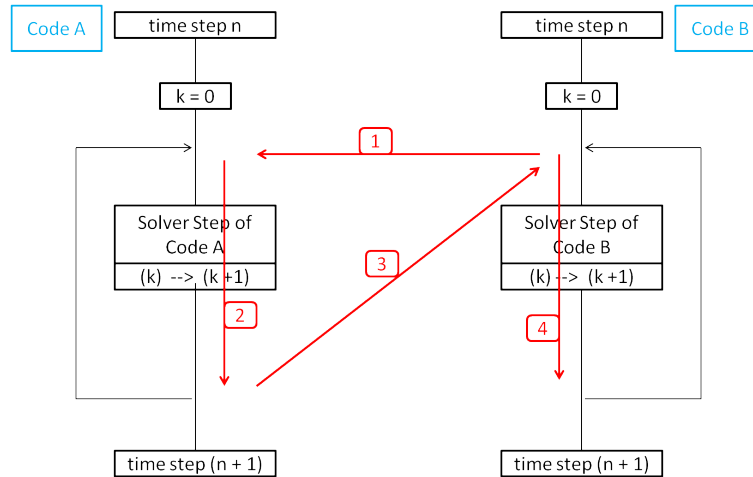 Code A
time step n
time step n
Code B
k = 0
k = 0
1
Solver Step of
Code A
(k) --> (k +1)
Solver Step of
Code B
(k) --> (k +1)
3
2
4
time step (n + 1)
time step (n + 1)